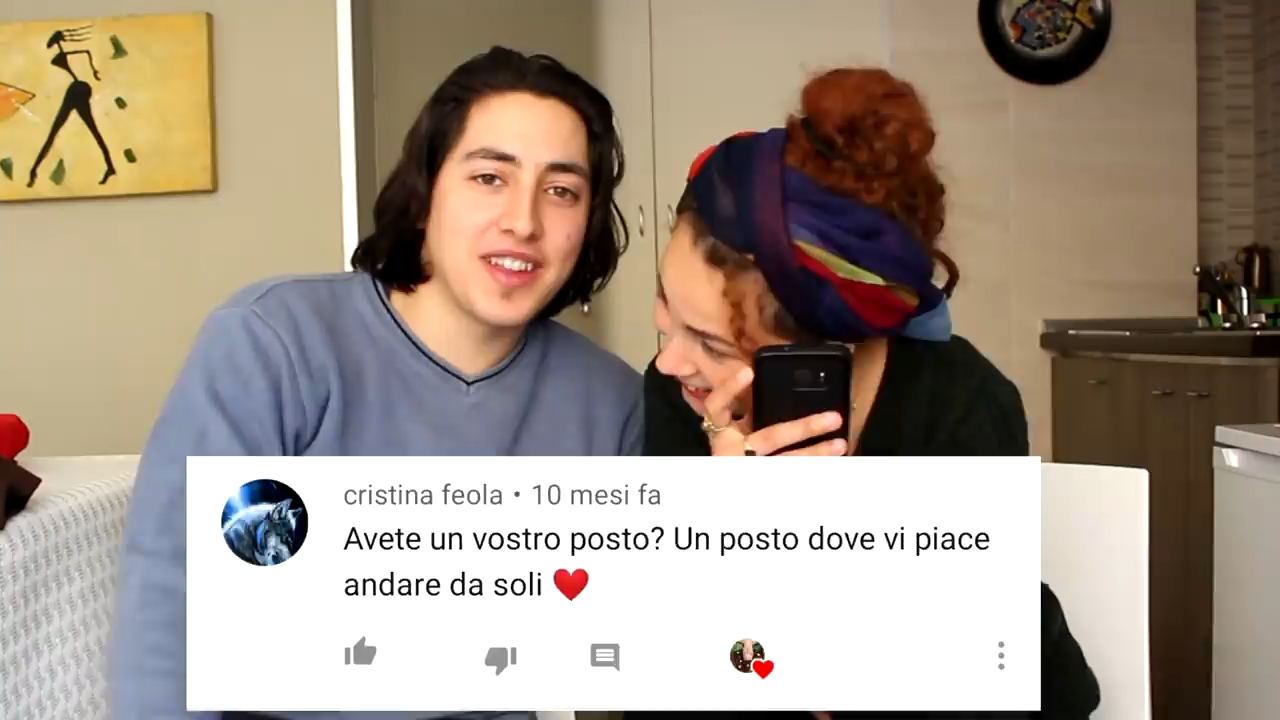 cristina feola • 10 mesi fa
Avete un vostro posto? Un posto dove vi piace
andare da soli ❤️